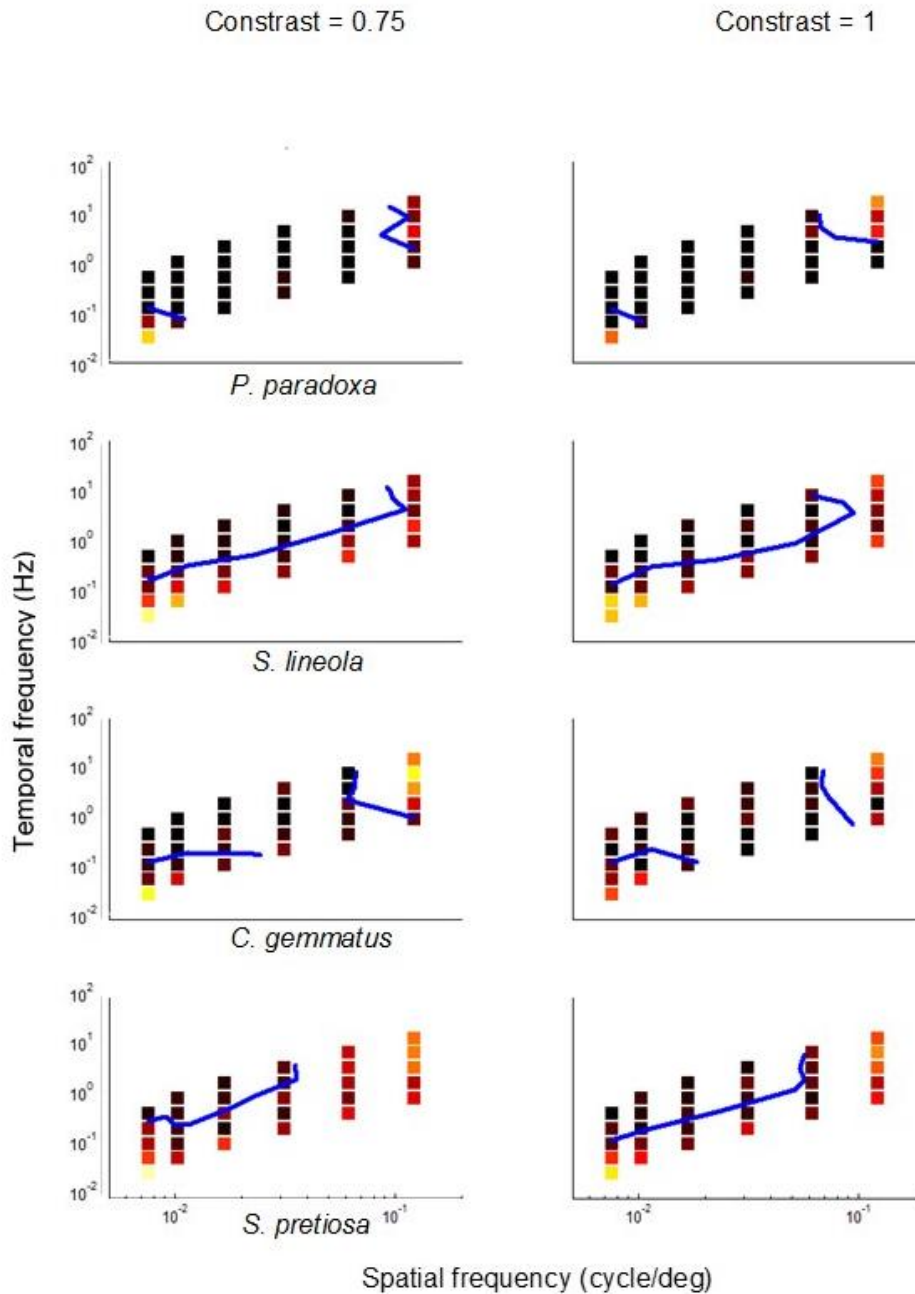 Constrast = 0.75 Constrast = 1
10² 10¹ 10⁰ 10⁻¹ 10⁻²
P. paradoxa
10² 10¹ 10⁰ 10⁻¹ 10⁻²
S. lineola
10² 10¹ 10⁰ 10⁻¹ 10⁻²
C. gemmatus
10² 10¹ 10⁰ 10⁻¹ 10⁻²
10⁻² 10⁻¹ 10⁻² 10⁻¹
S. pretiosa
Temporal frequency (Hz)
Spatial frequency (cycle/deg)